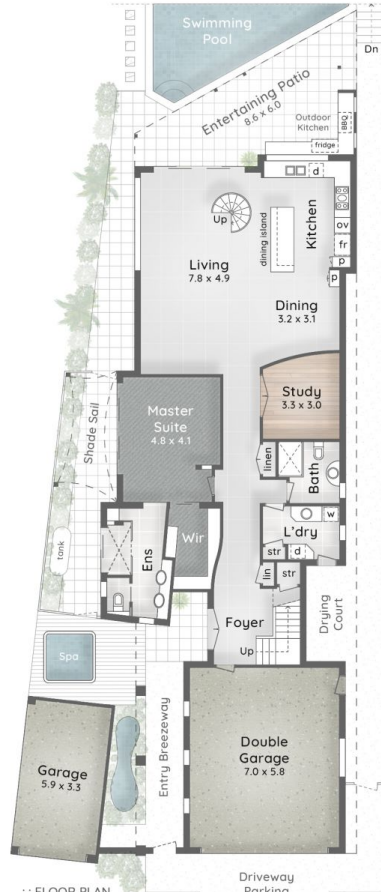 Swimming
Pool
Dn
Entertaining Patio
8.6 x 6.0
Outdoor
Kitchen
BBQ
fridge
d
Up
dining island
Kitchen
ov
fr
p
p
Living
7.8 x 4.9
Dining
3.2 x 3.1
Study
3.3 x 3.0
Master
Suite
4.8 x 4.1
Shade Sail
linen
Bath
Wir
Ens
L'dry
w
str
d
tank
lin
str
Foyer
Up
Drying
Court
Spa
Entry Breezeway
Garage
5.9 x 3.3
Double
Garage
7.0 x 5.8
:: FLOOR PLAN
Driveway
Parking